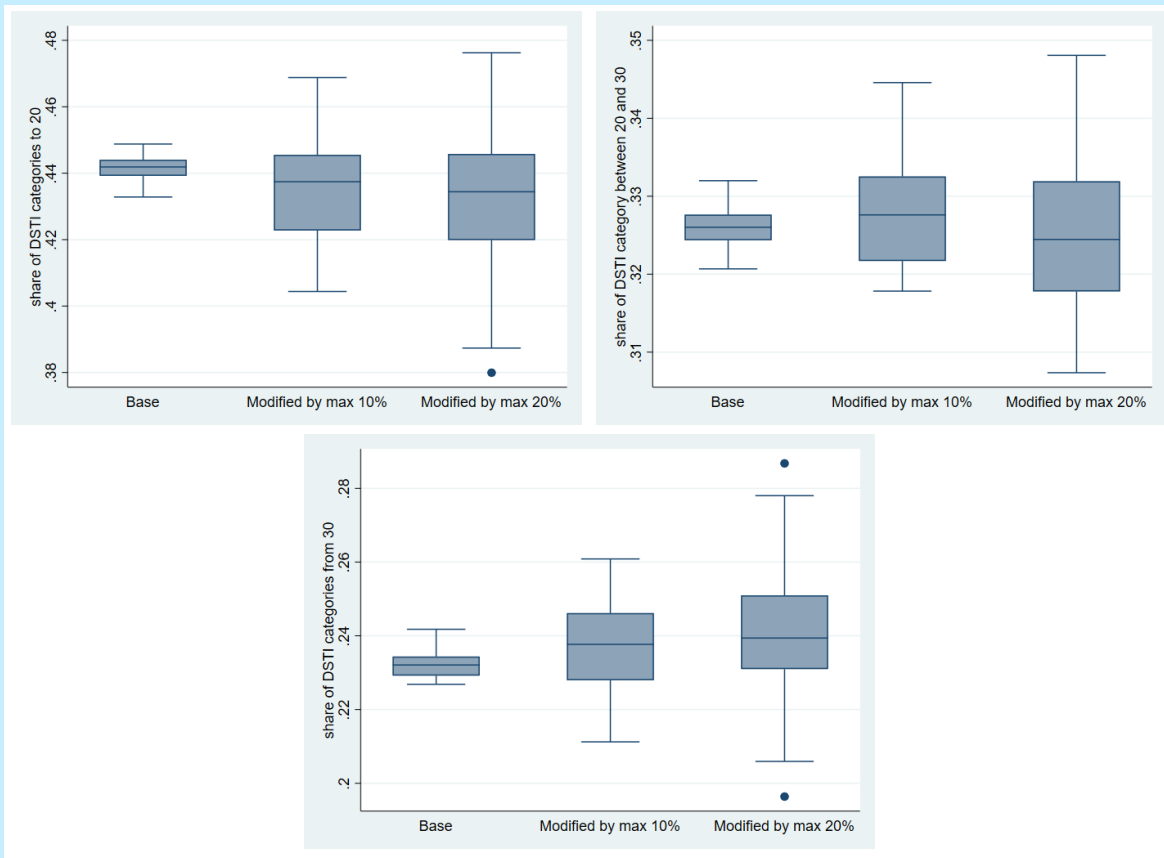 share of DSTI categories to 20
.48
.46
.44
.42
.4
.38
Base
Modified by max 10%
Modified by max 20%
share of DSTI category between 20 and 30
.35
.34
.33
.32
.31
Base
Modified by max 10%
Modified by max 20%
share of DSTI categories from 30
.28
.26
.24
.22
.2
Base
Modified by max 10%
Modified by max 20%